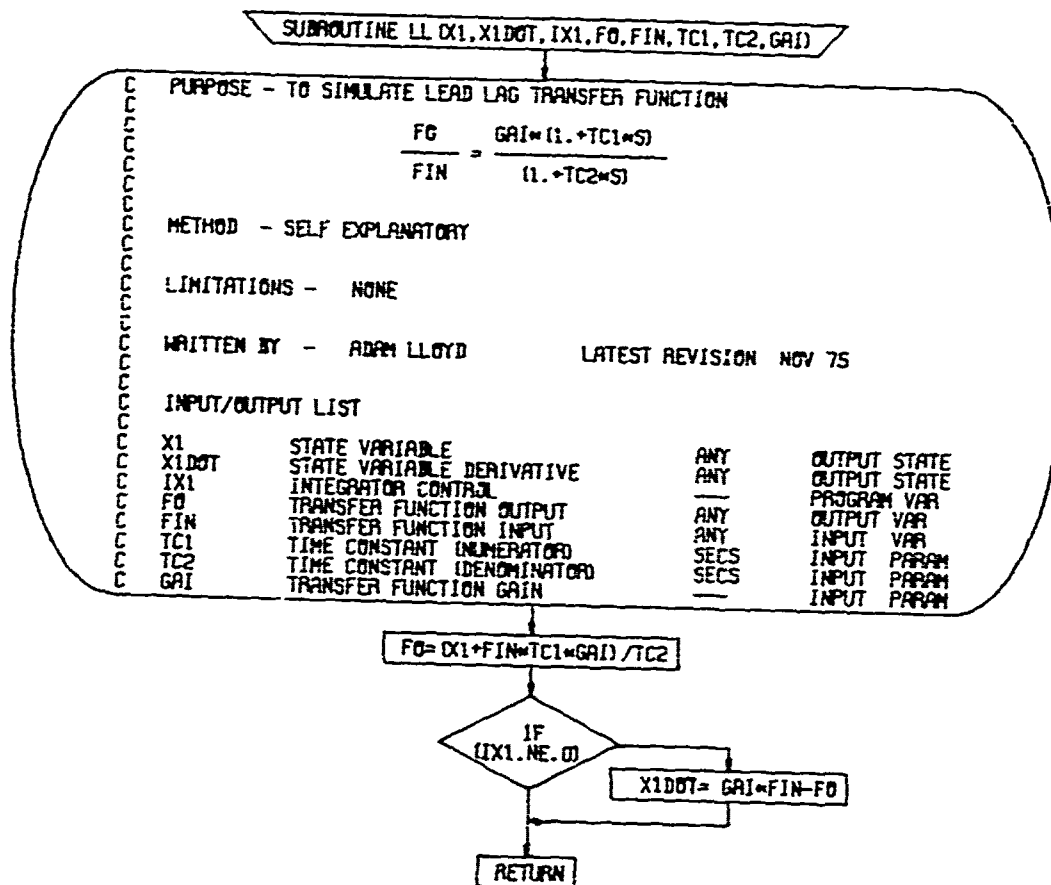 SUBROUTINE LL (X1,X1DOT,IX1,FO,FIN,TC1,TC2,GAI)
C PURPOSE - TO SIMULATE LEAD LAG TRANSFER FUNCTION
C
C
C FO GAI*(1.+TC1*S)
C = 
C FIN (1.+TC2*S)
C
C
C METHOD - SELF EXPLANATORY
C
C
C LIMITATIONS - NONE
C
C
C WRITTEN BY - ADAM LLOYD LATEST REVISION NOV 75
C
C
C INPUT/OUTPUT LIST
C
C X1 STATE VARIABLE ANY OUTPUT STATE
C X1DOT STATE VARIABLE DERIVATIVE ANY OUTPUT STATE
C IX1 INTEGRATOR CONTROL --- PROGRAM VAR
C FO TRANSFER FUNCTION OUTPUT ANY OUTPUT VAR
C FIN TRANSFER FUNCTION INPUT ANY INPUT VAR
C TC1 TIME CONSTANT (NUMERATOR) SECS INPUT PARAM
C TC2 TIME CONSTANT (DENOMINATOR) SECS INPUT PARAM
C GAI TRANSFER FUNCTION GAIN --- INPUT PARAM
FO=(X1+FIN*TC1*GAI)/TC2
IF
(IX1.NE.0)
X1DOT= GAI*FIN-FO
RETURN